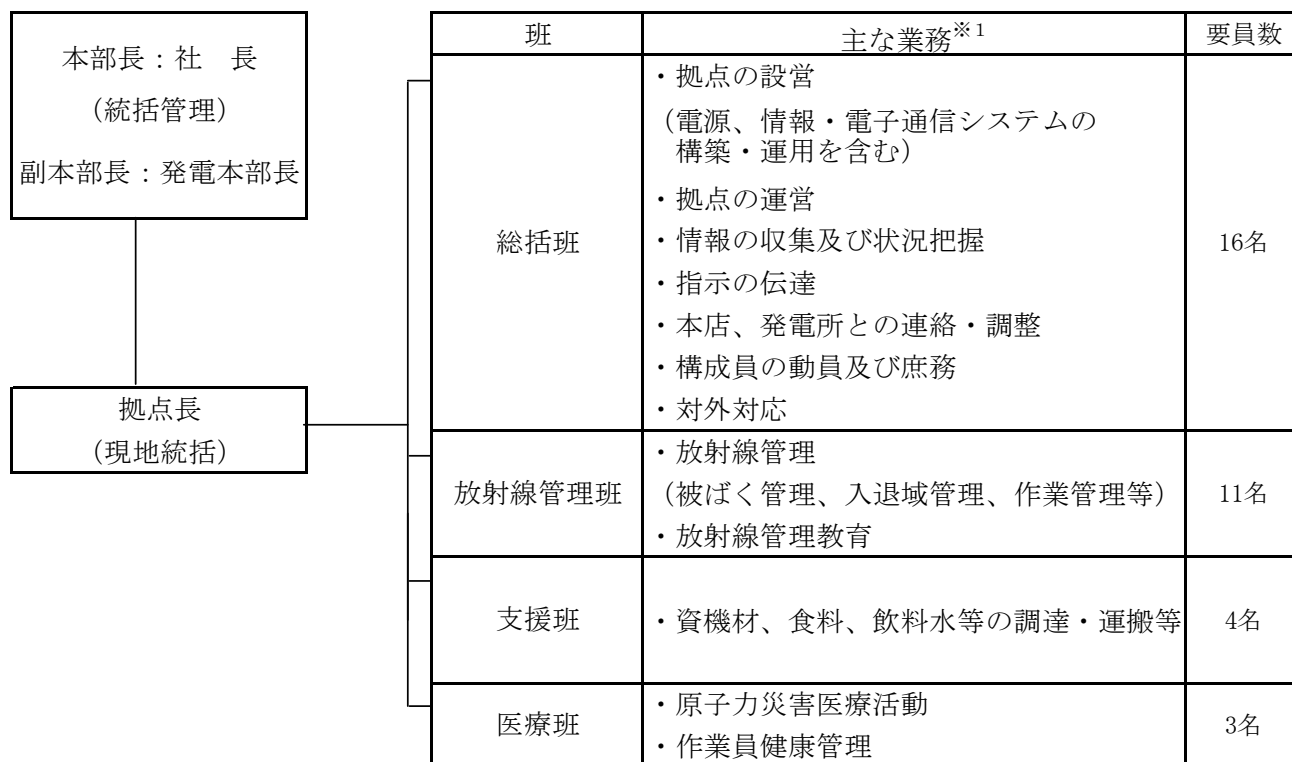 本部長：社　長
（統括管理）
副本部長：発電本部長
拠点長
（現地統括）
班 主な業務※1 要員数
・拠点の設営
（電源、情報・電子通信システムの
構築・運用を含む）
・拠点の運営
総括班 ・情報の収集及び状況把握 16名
・指示の伝達
・本店、発電所との連絡・調整
・構成員の動員及び庶務
・対外対応
・放射線管理
放射線管理班 （被ばく管理、入退域管理、作業管理等） 11名
・放射線管理教育
支援班 ・資機材、食料、飲料水等の調達・運搬等 4名
・原子力災害医療活動
医療班 3名
・作業員健康管理